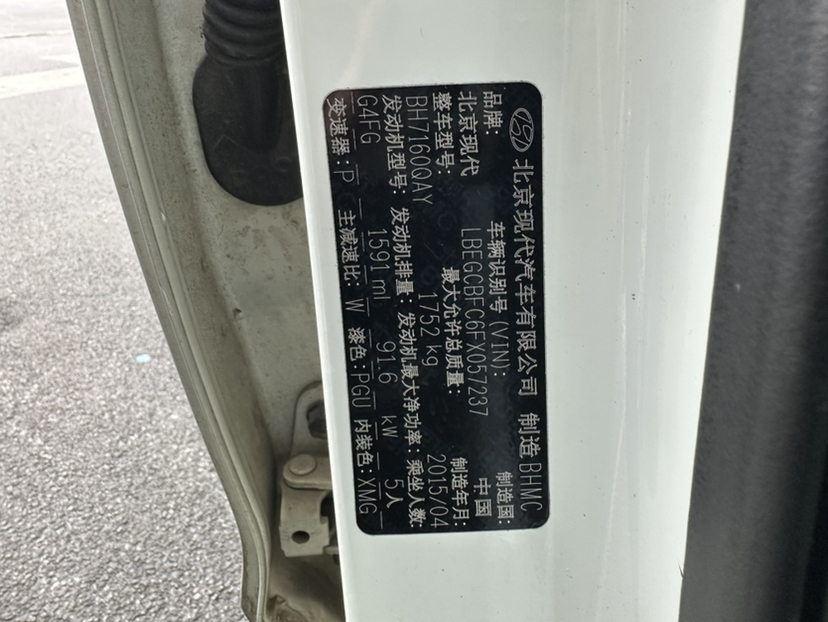 北京现代汽车有限公司 制造 BHMC
品牌: 车辆识别号 (VIN): 制造国:
北京现代 LBEGCBFC6FX057237 中国
整车型号: 最大允许总质量: 制造年月:
BH7160QAY 1752 kg 2015/04
发动机型号: 发动机排量: 发动机最大净功率: 乘坐人数:
G4FG 1591 ml 91.6 kW 5人
变速器: P 主减速比: W 漆色: PGU 内装色: XMG